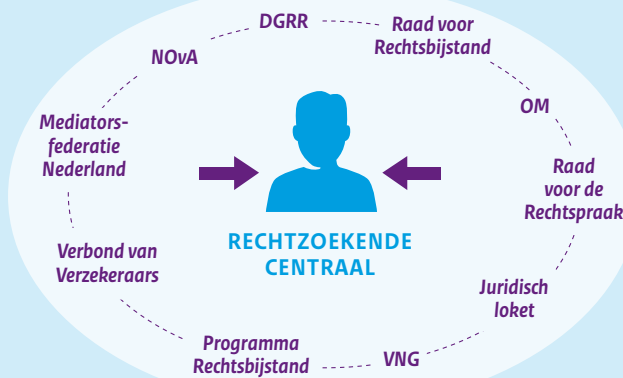 DGRR
Raad voor
Rechtsbijstand
NOvA
OM
Mediators-
federatie
Nederland
Raad
voor de
Rechtspraak
RECHTZOEKENDE
CENTRAAL
Verbond van
Verzekeraars
Juridisch
loket
Programma
Rechtsbijstand
VNG